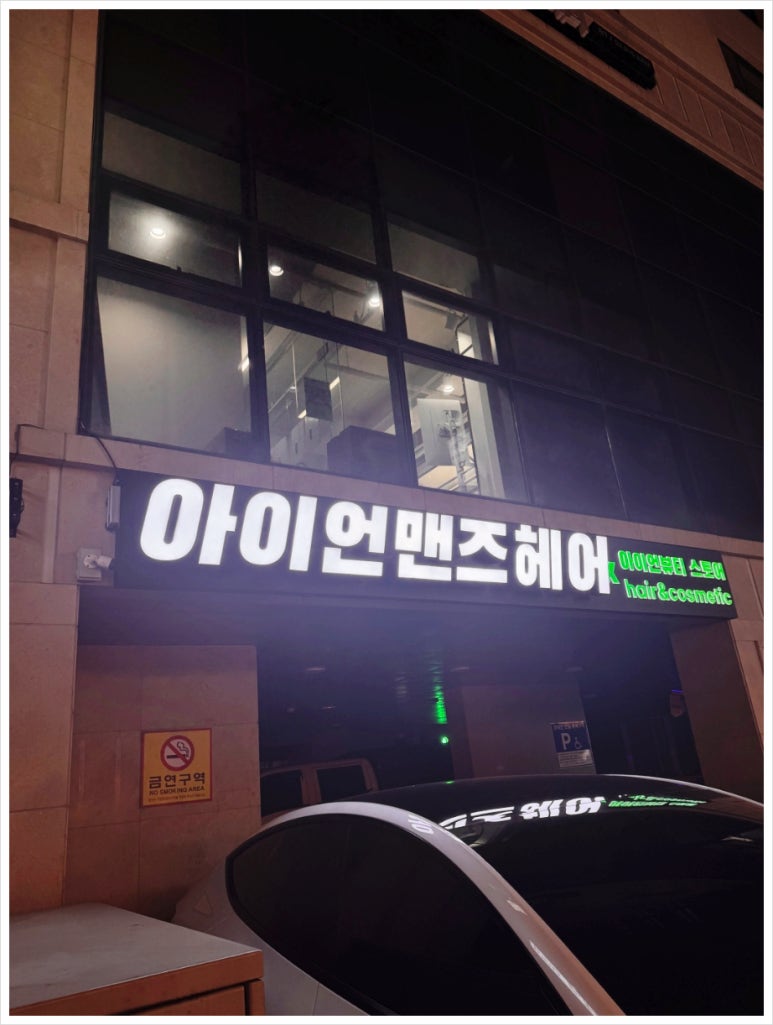 아이언맨즈헤어
아이언뷰티 스토어
hair&cosmetic
금연구역
NO SMOKING AREA
P